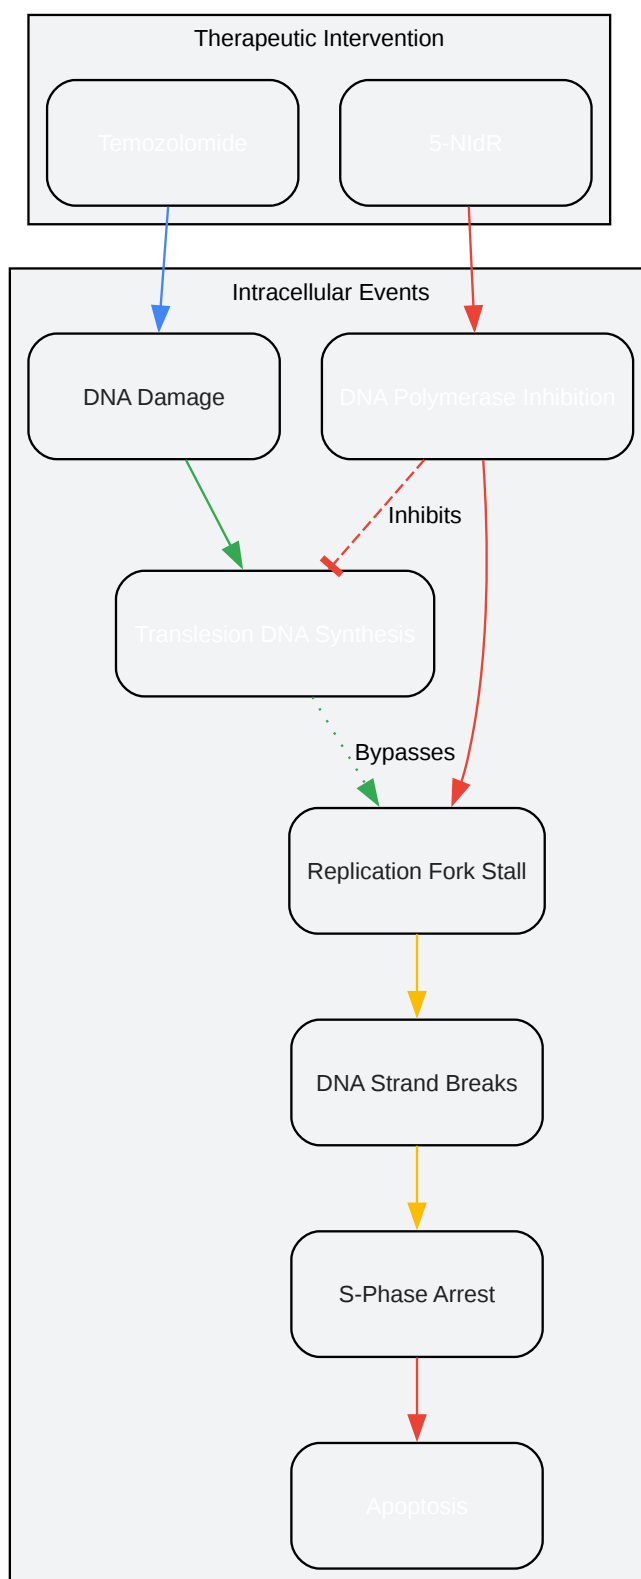 Therapeutic Intervention
Temozolomide
5-NIdR
Intracellular Events
DNA Damage
DNA Polymerase Inhibition
Inhibits
Translesion DNA Synthesis
Bypasses
Replication Fork Stall
DNA Strand Breaks
S-Phase Arrest
Apoptosis